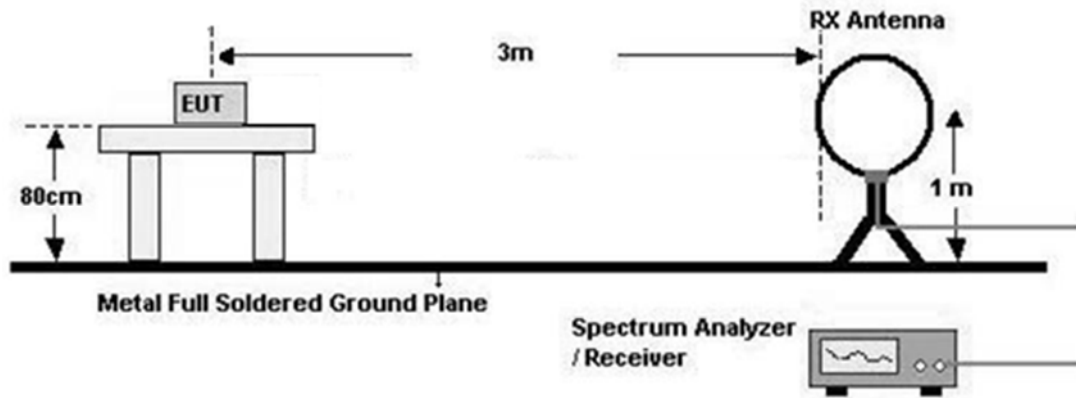 RX Antenna
3m
EUT
80cm
1 m
Metal Full Soldered Ground Plane
Spectrum Analyzer
/ Receiver